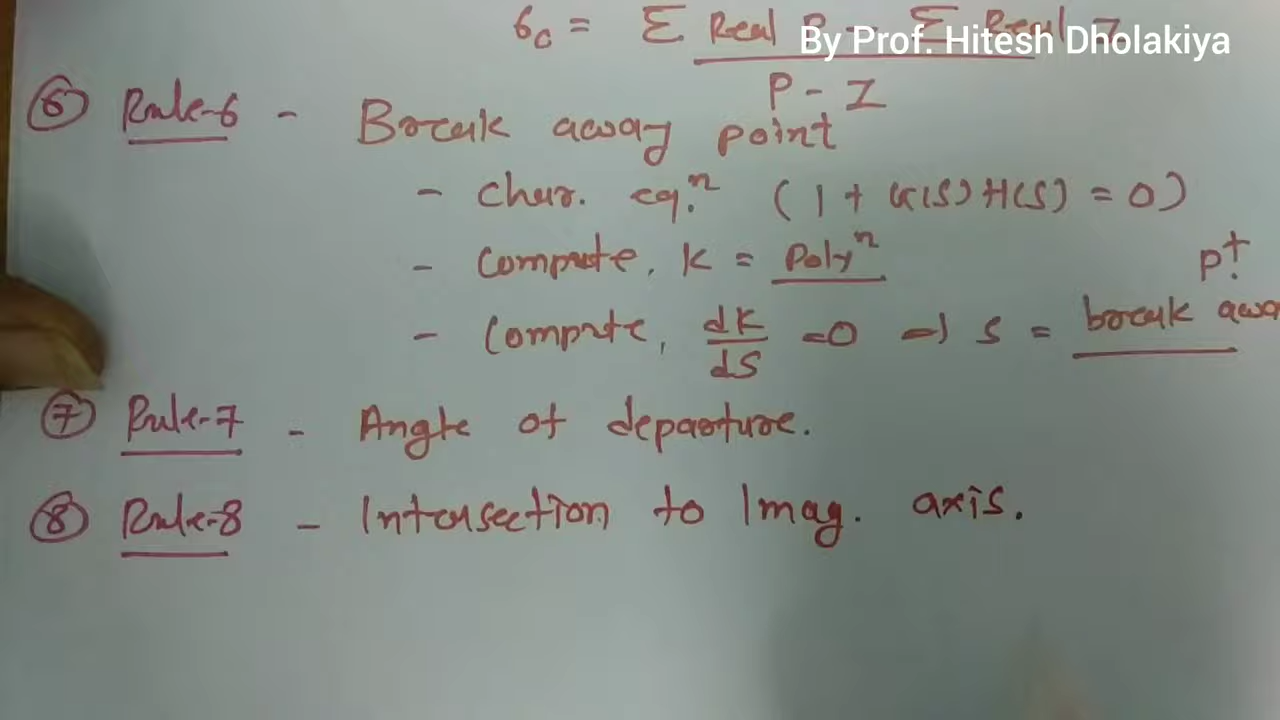 σc = Σ Real P - Σ Real Z
By Prof. Hitesh Dholakiya
P - Z
⑥ Rule-6 - Break away point
- Char. eq.ⁿ (1 + G(s)H(s) = 0)
- Compute, K = Polyⁿ
- Compute, dK/dS = 0 ⇒ s = break awa pt.
⑦ Rule-7 - Angle of departure.
⑧ Rule-8 - Intersection to Imag. axis.